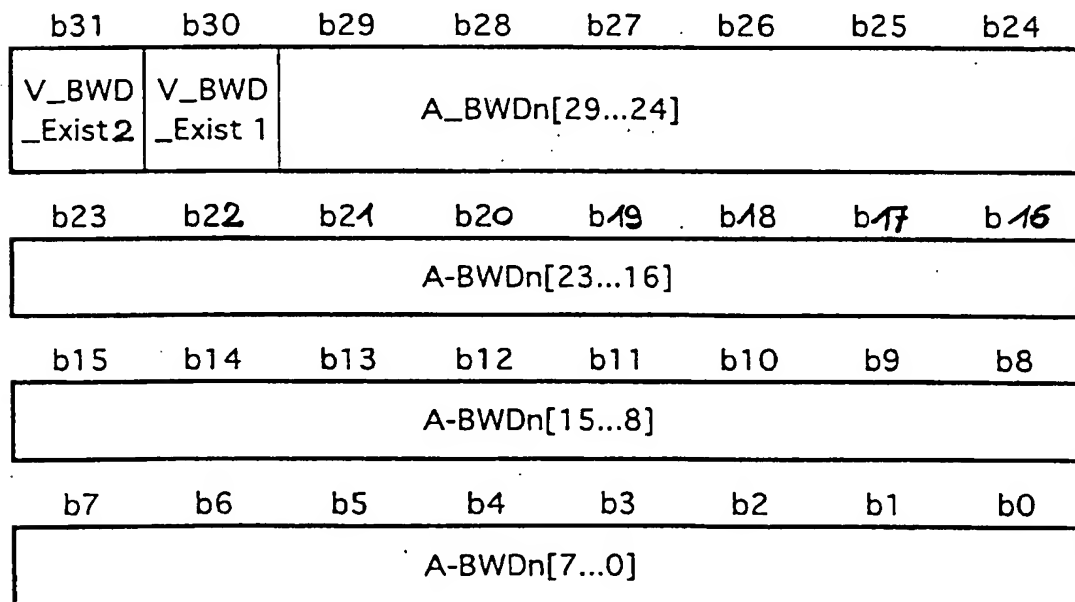 b31 b30 b29 b28 b27 b26 b25 b24
V_BWD V_BWD A_BWDn[29...24]
_Exist2 _Exist 1
b23 b22 b21 b20 b19 b18 b17 b16
A-BWDn[23...16]
b15 b14 b13 b12 b11 b10 b9 b8
A-BWDn[15...8]
b7 b6 b5 b4 b3 b2 b1 b0
A-BWDn[7...0]